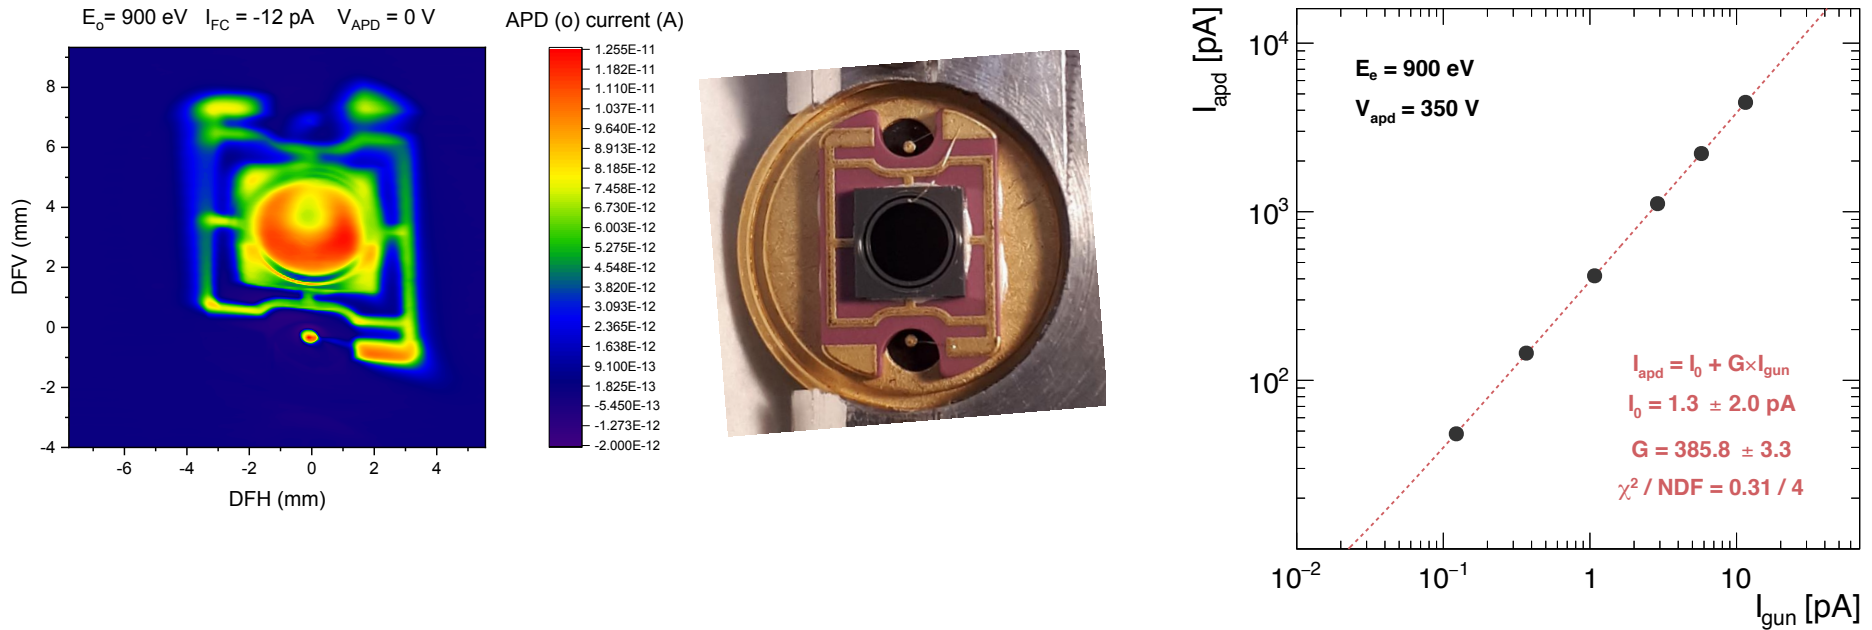 E₀= 900 eV   I_FC = -12 pA   V_APD = 0 V
APD (o) current (A)
1.255E-11
1.182E-11
1.110E-11
1.037E-11
9.640E-12
8.913E-12
8.185E-12
7.458E-12
6.730E-12
6.003E-12
5.275E-12
4.548E-12
3.820E-12
3.093E-12
2.365E-12
1.638E-12
9.100E-13
1.825E-13
-5.450E-13
-1.273E-12
-2.000E-12
DFV (mm)
8
6
4
2
0
-2
-4
-6 -4 -2 0 2 4
DFH (mm)
I_apd [pA]
10⁴
10³
10²
E_e = 900 eV
V_apd = 350 V
I_apd = I₀ + G×I_gun
I₀ = 1.3 ± 2.0 pA
G = 385.8 ± 3.3
χ² / NDF = 0.31 / 4
10⁻² 10⁻¹ 1 10
I_gun [pA]